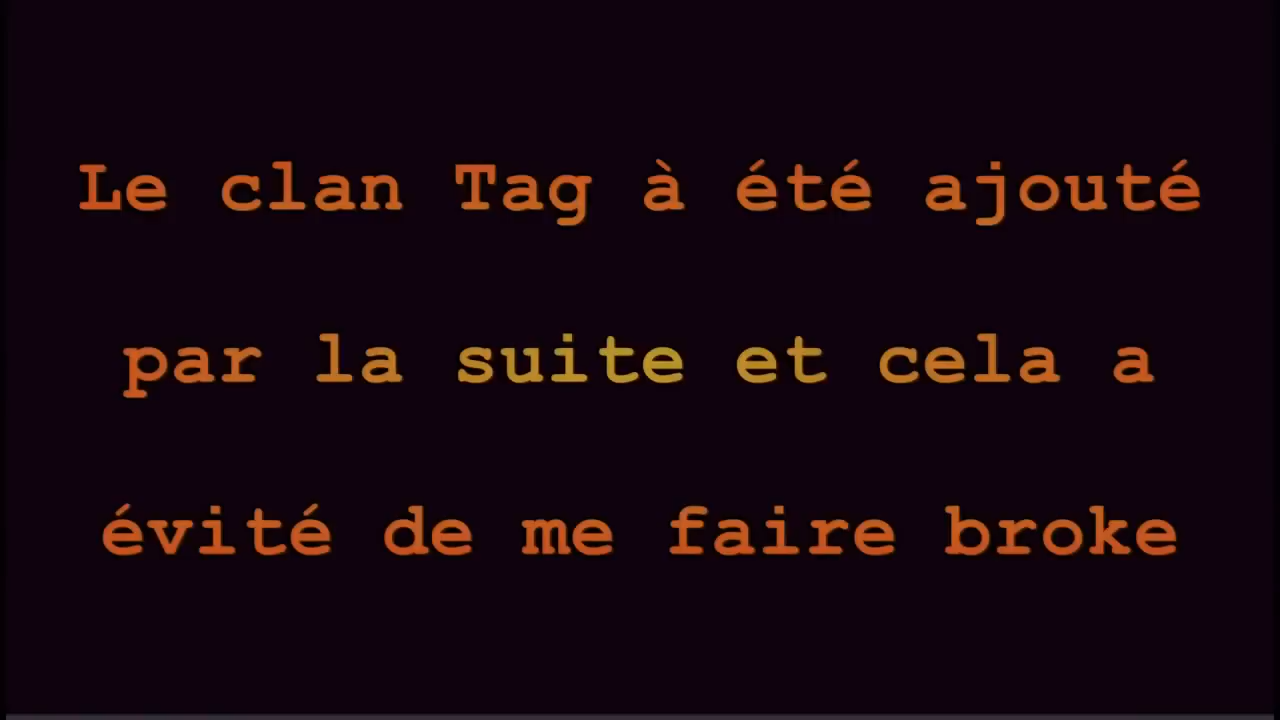 Le clan Tag à été ajouté
par la suite et cela a
évité de me faire broke